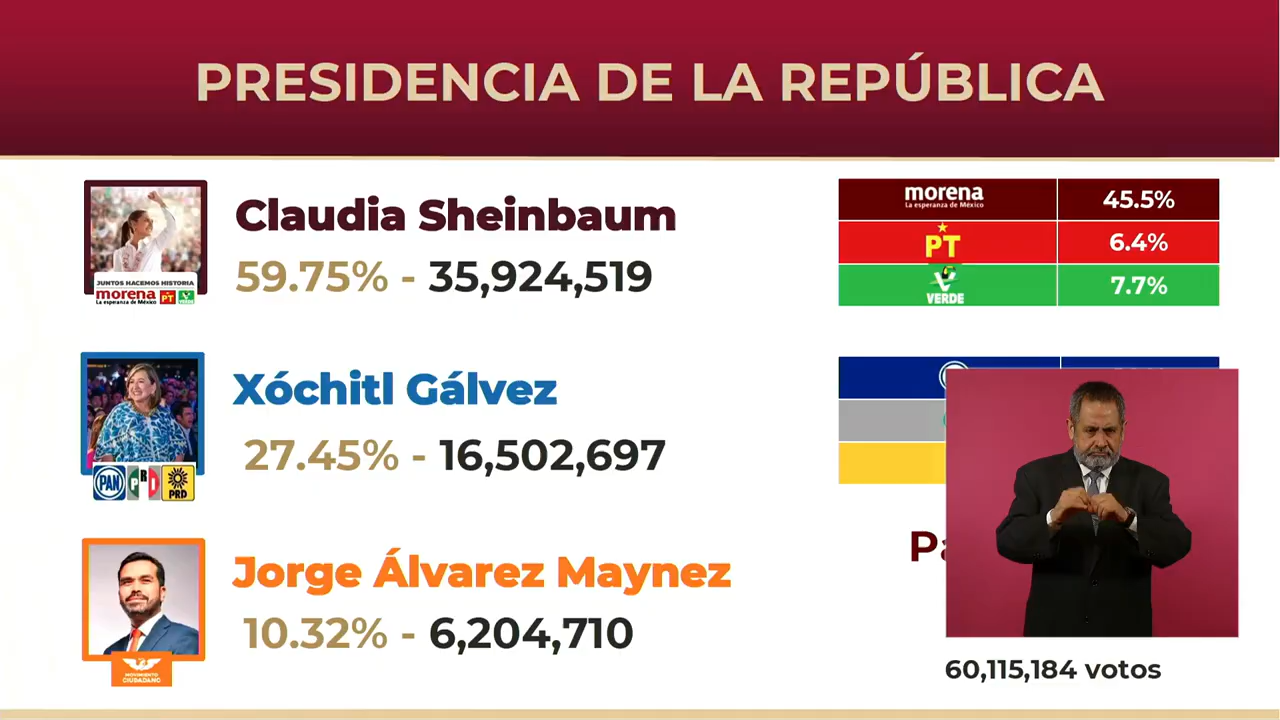 PRESIDENCIA DE LA REPÚBLICA
Claudia Sheinbaum
59.75% - 35,924,519
JUNTOS HACEMOS HISTORIA
morena
La esperanza de México
PT
VERDE
morena
La esperanza de México
45.5%
PT
6.4%
VERDE
7.7%
Xóchitl Gálvez
27.45% - 16,502,697
PAN
PRI
PRD
Jorge Álvarez Maynez
10.32% - 6,204,710
MOVIMIENTO
CIUDADANO
60,115,184 votos